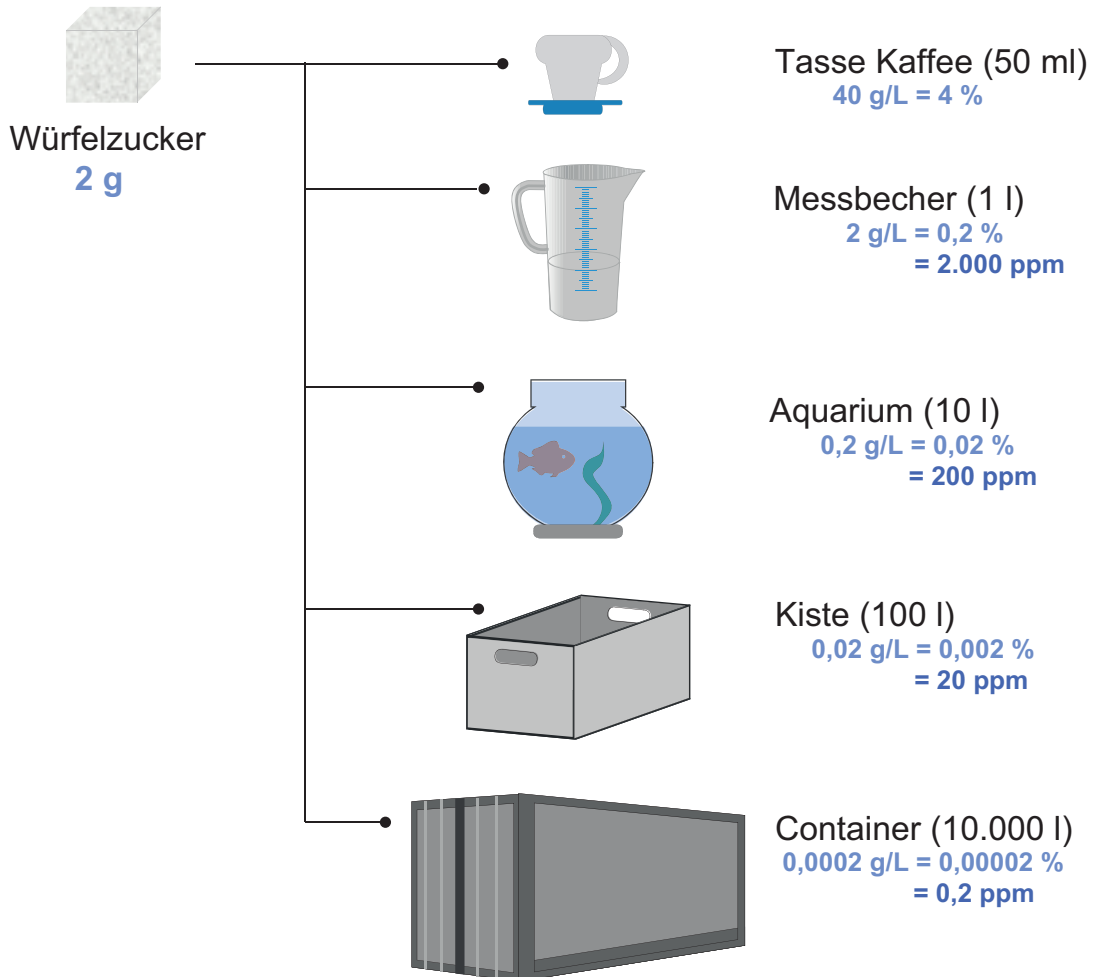 Würfelzucker
2 g
Tasse Kaffee (50 ml)
40 g/L = 4 %
Messbecher (1 l)
2 g/L = 0,2 %
= 2.000 ppm
Aquarium (10 l)
0,2 g/L = 0,02 %
= 200 ppm
Kiste (100 l)
0,02 g/L = 0,002 %
= 20 ppm
Container (10.000 l)
0,0002 g/L = 0,00002 %
= 0,2 ppm